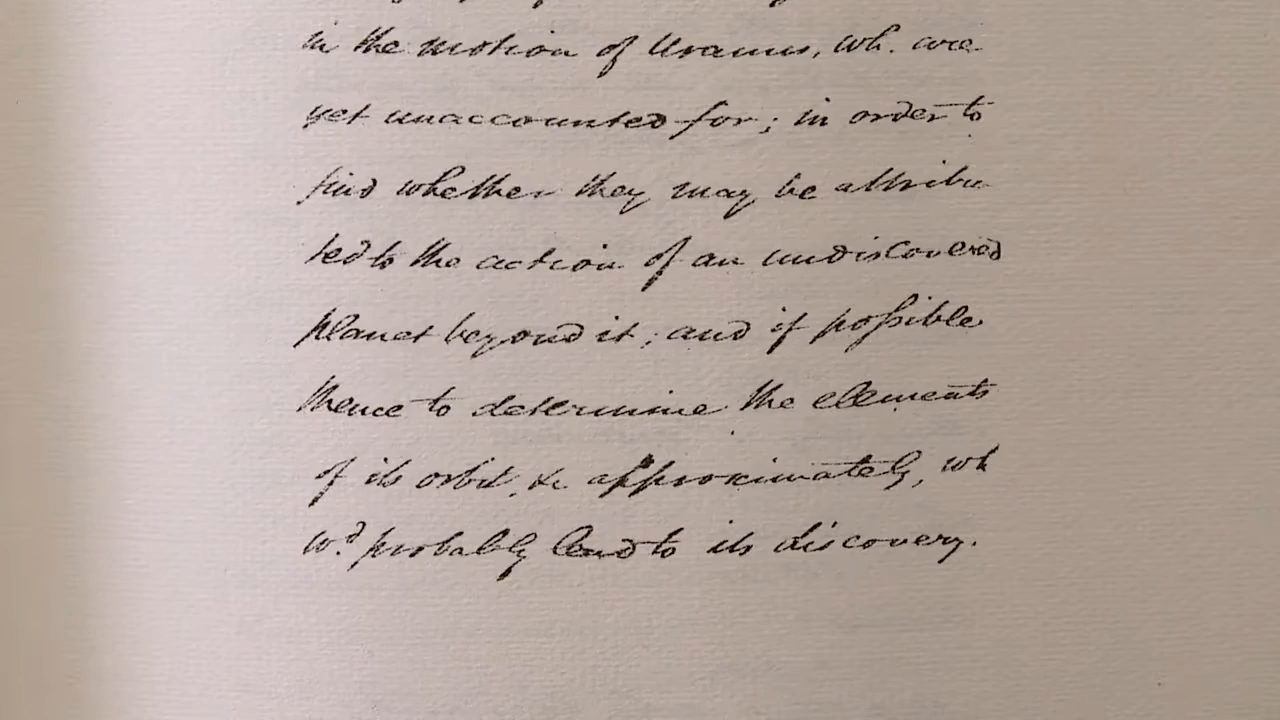 in the motion of Uranus, wh. are
yet unaccounted for; in order to
find whether they may be attribu
ted to the action of an undiscovered
planet beyond it; and if possible
thence to determine the elements
of its orbit, &c approximately, wh
wd. probably lead to its discovery.